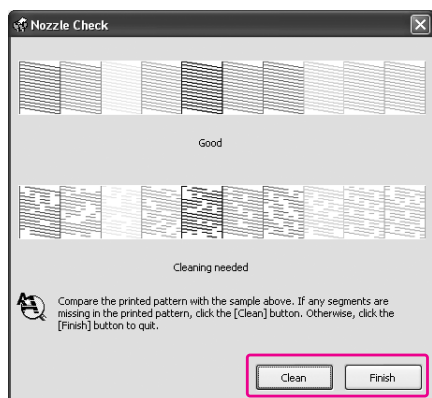 Nozzle Check
Good
Cleaning needed
Compare the printed pattern with the sample above. If any segments are
missing in the printed pattern, click the [Clean] button. Otherwise, click the
[Finish] button to quit.
Clean
Finish